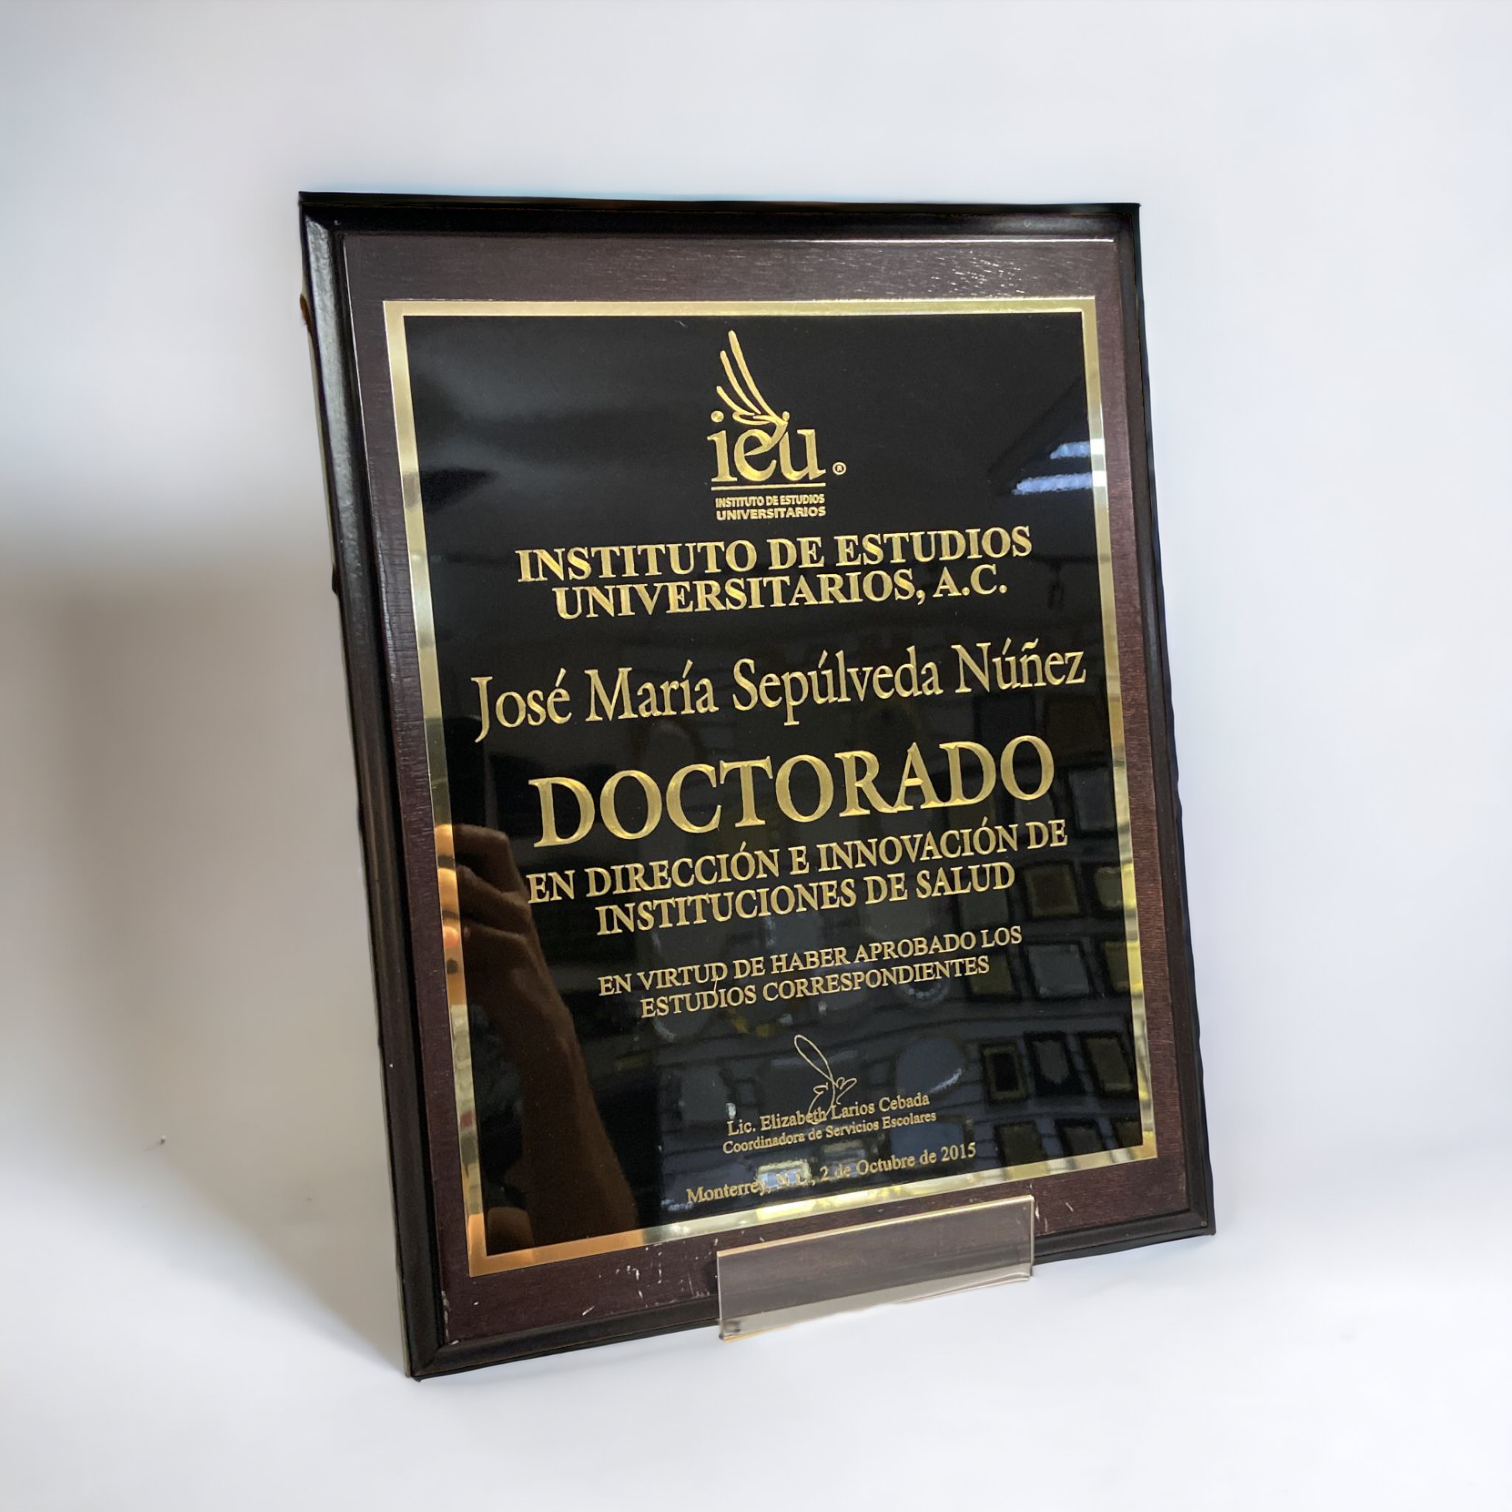 ieu®
INSTITUTO DE ESTUDIOS
UNIVERSITARIOS
INSTITUTO DE ESTUDIOS
UNIVERSITARIOS, A.C.
José María Sepúlveda Núñez
DOCTORADO
EN DIRECCIÓN E INNOVACIÓN DE
INSTITUCIONES DE SALUD
EN VIRTUD DE HABER APROBADO LOS
ESTUDIOS CORRESPONDIENTES
Lic. Elizabeth Larios Cebada
Coordinadora de Servicios Escolares
Monterrey, N.L., 2 de Octubre de 2015